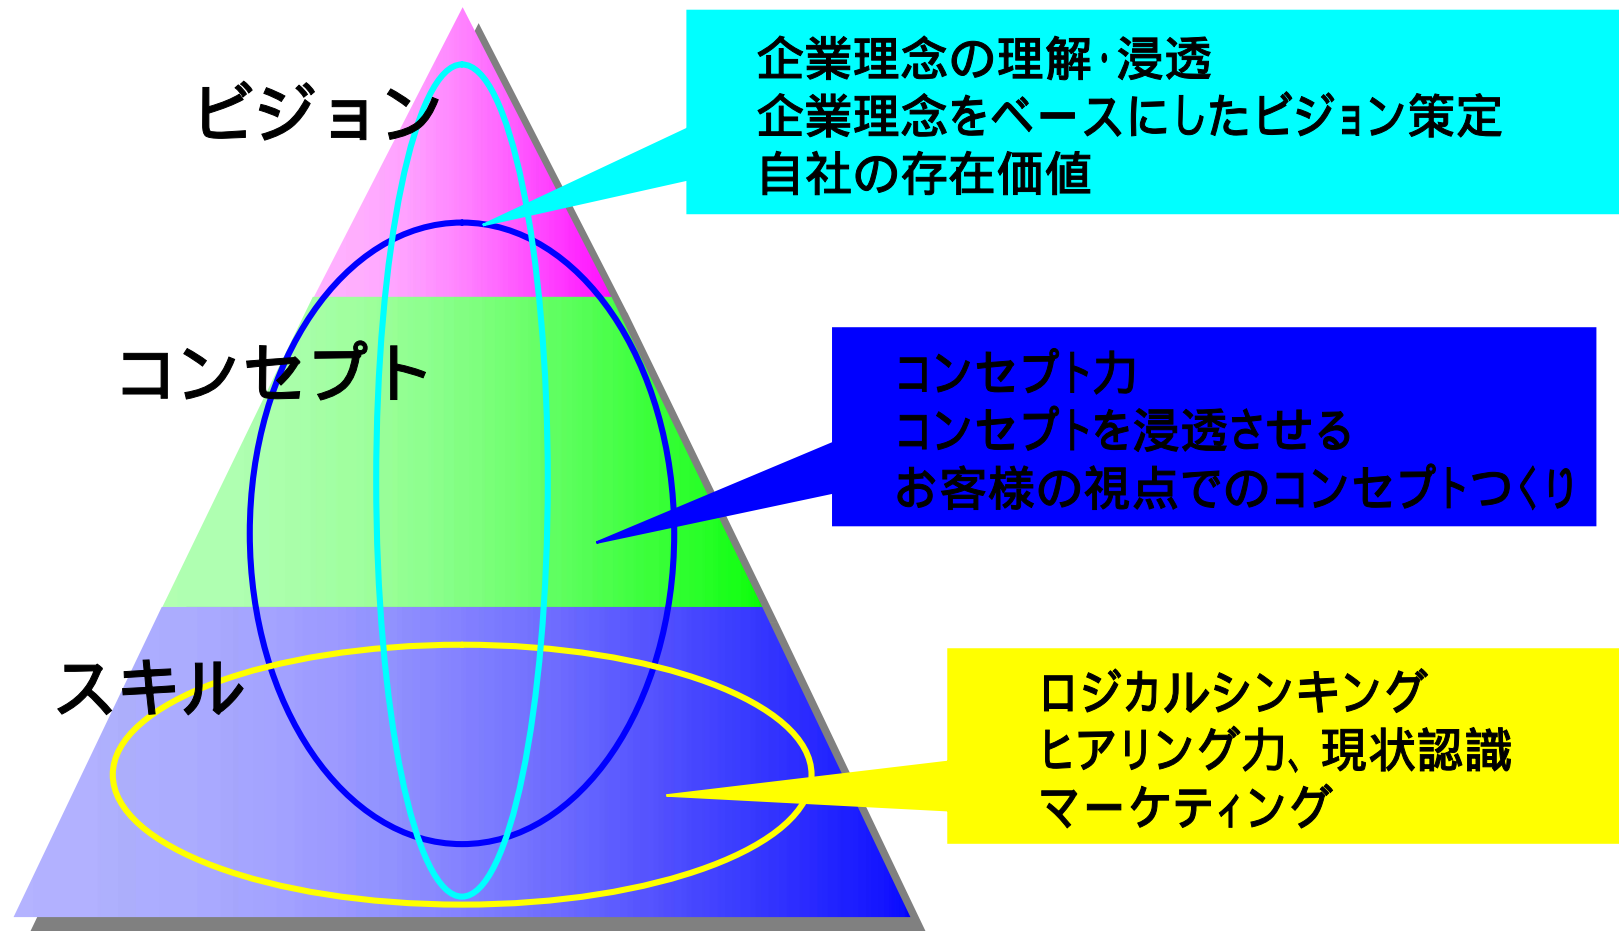 ビジョン
企業理念の理解・浸透
企業理念をベースにしたビジョン策定
自社の存在価値
コンセプト
コンセプト力
コンセプトを浸透させる
お客様の視点でのコンセプトつくり
スキル
ロジカルシンキング
ヒアリング力、現状認識
マーケティング